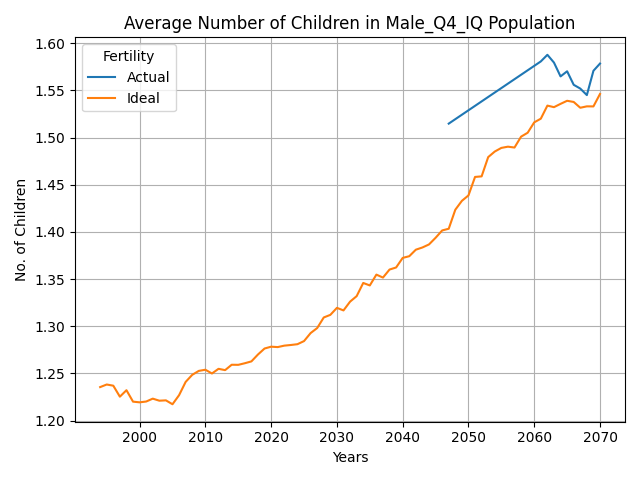 Average Number of Children in Male_Q4_IQ Population
Fertility
Actual
Ideal
No. of Children
1.60
1.55
1.50
1.45
1.40
1.35
1.30
1.25
1.20
2000 2010 2020 2030 2040 2050 2060 2070
Years